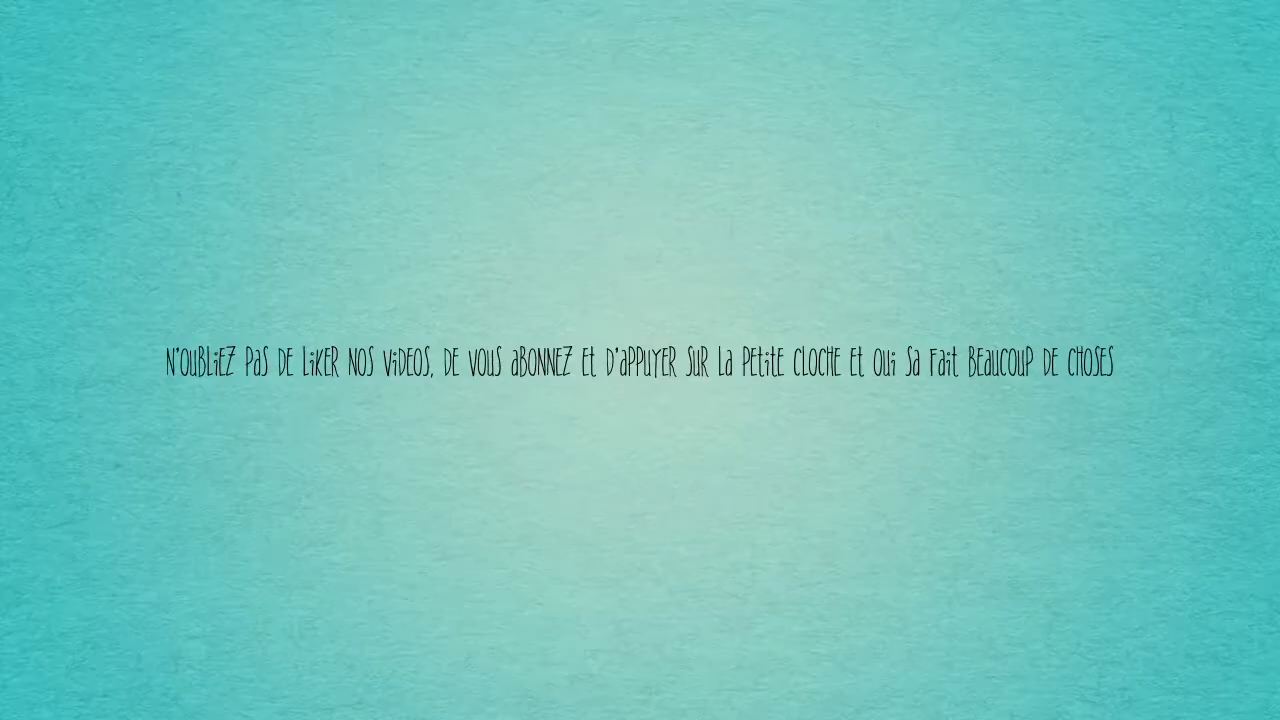 N'OUBLiEZ PaS DE LiKER NOS ViDEOS, DE VOUS aBONNEZ Et D'aPPUYER SUR La PEtitE CLOCHE Et OUi Sa Fait BEaUCOUP DE CHOSES